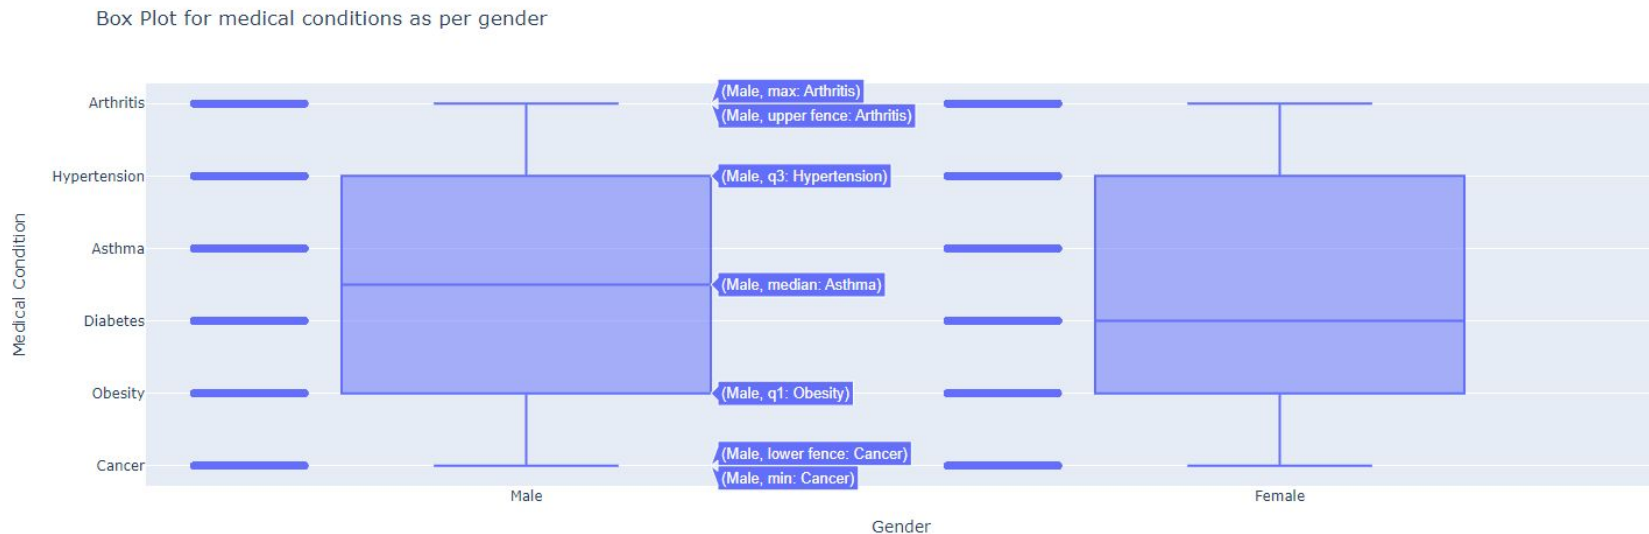 Box Plot for medical conditions as per gender
(Male, max: Arthritis)
Arthritis
(Male, upper fence: Arthritis)
Hypertension
(Male, q3: Hypertension)
Asthma
(Male, median: Asthma)
Diabetes
Obesity
(Male, q1: Obesity)
(Male, lower fence: Cancer)
Cancer
(Male, min: Cancer)
Male
Female
Gender
Medical Condition